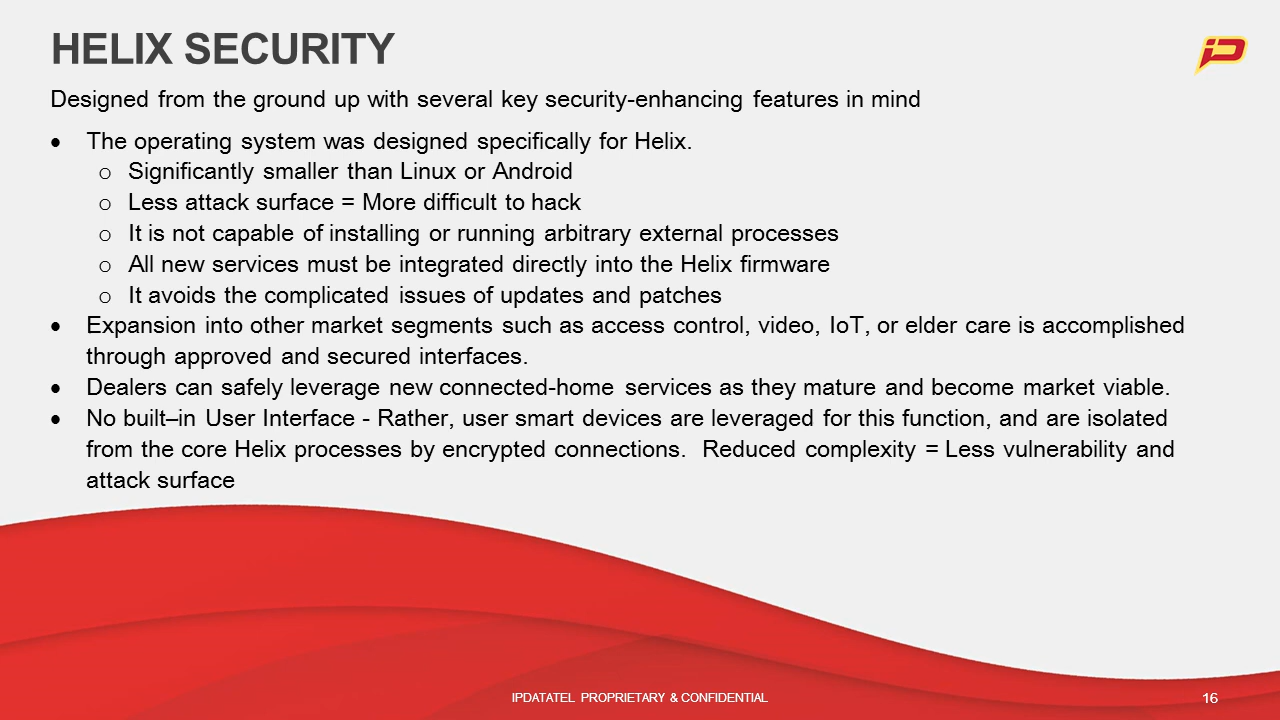 HELIX SECURITY
iD
Designed from the ground up with several key security-enhancing features in mind
• The operating system was designed specifically for Helix.
o Significantly smaller than Linux or Android
o Less attack surface = More difficult to hack
o It is not capable of installing or running arbitrary external processes
o All new services must be integrated directly into the Helix firmware
o It avoids the complicated issues of updates and patches
• Expansion into other market segments such as access control, video, IoT, or elder care is accomplished
through approved and secured interfaces.
• Dealers can safely leverage new connected-home services as they mature and become market viable.
• No built–in User Interface - Rather, user smart devices are leveraged for this function, and are isolated
from the core Helix processes by encrypted connections.  Reduced complexity = Less vulnerability and
attack surface
IPDATATEL PROPRIETARY & CONFIDENTIAL
16